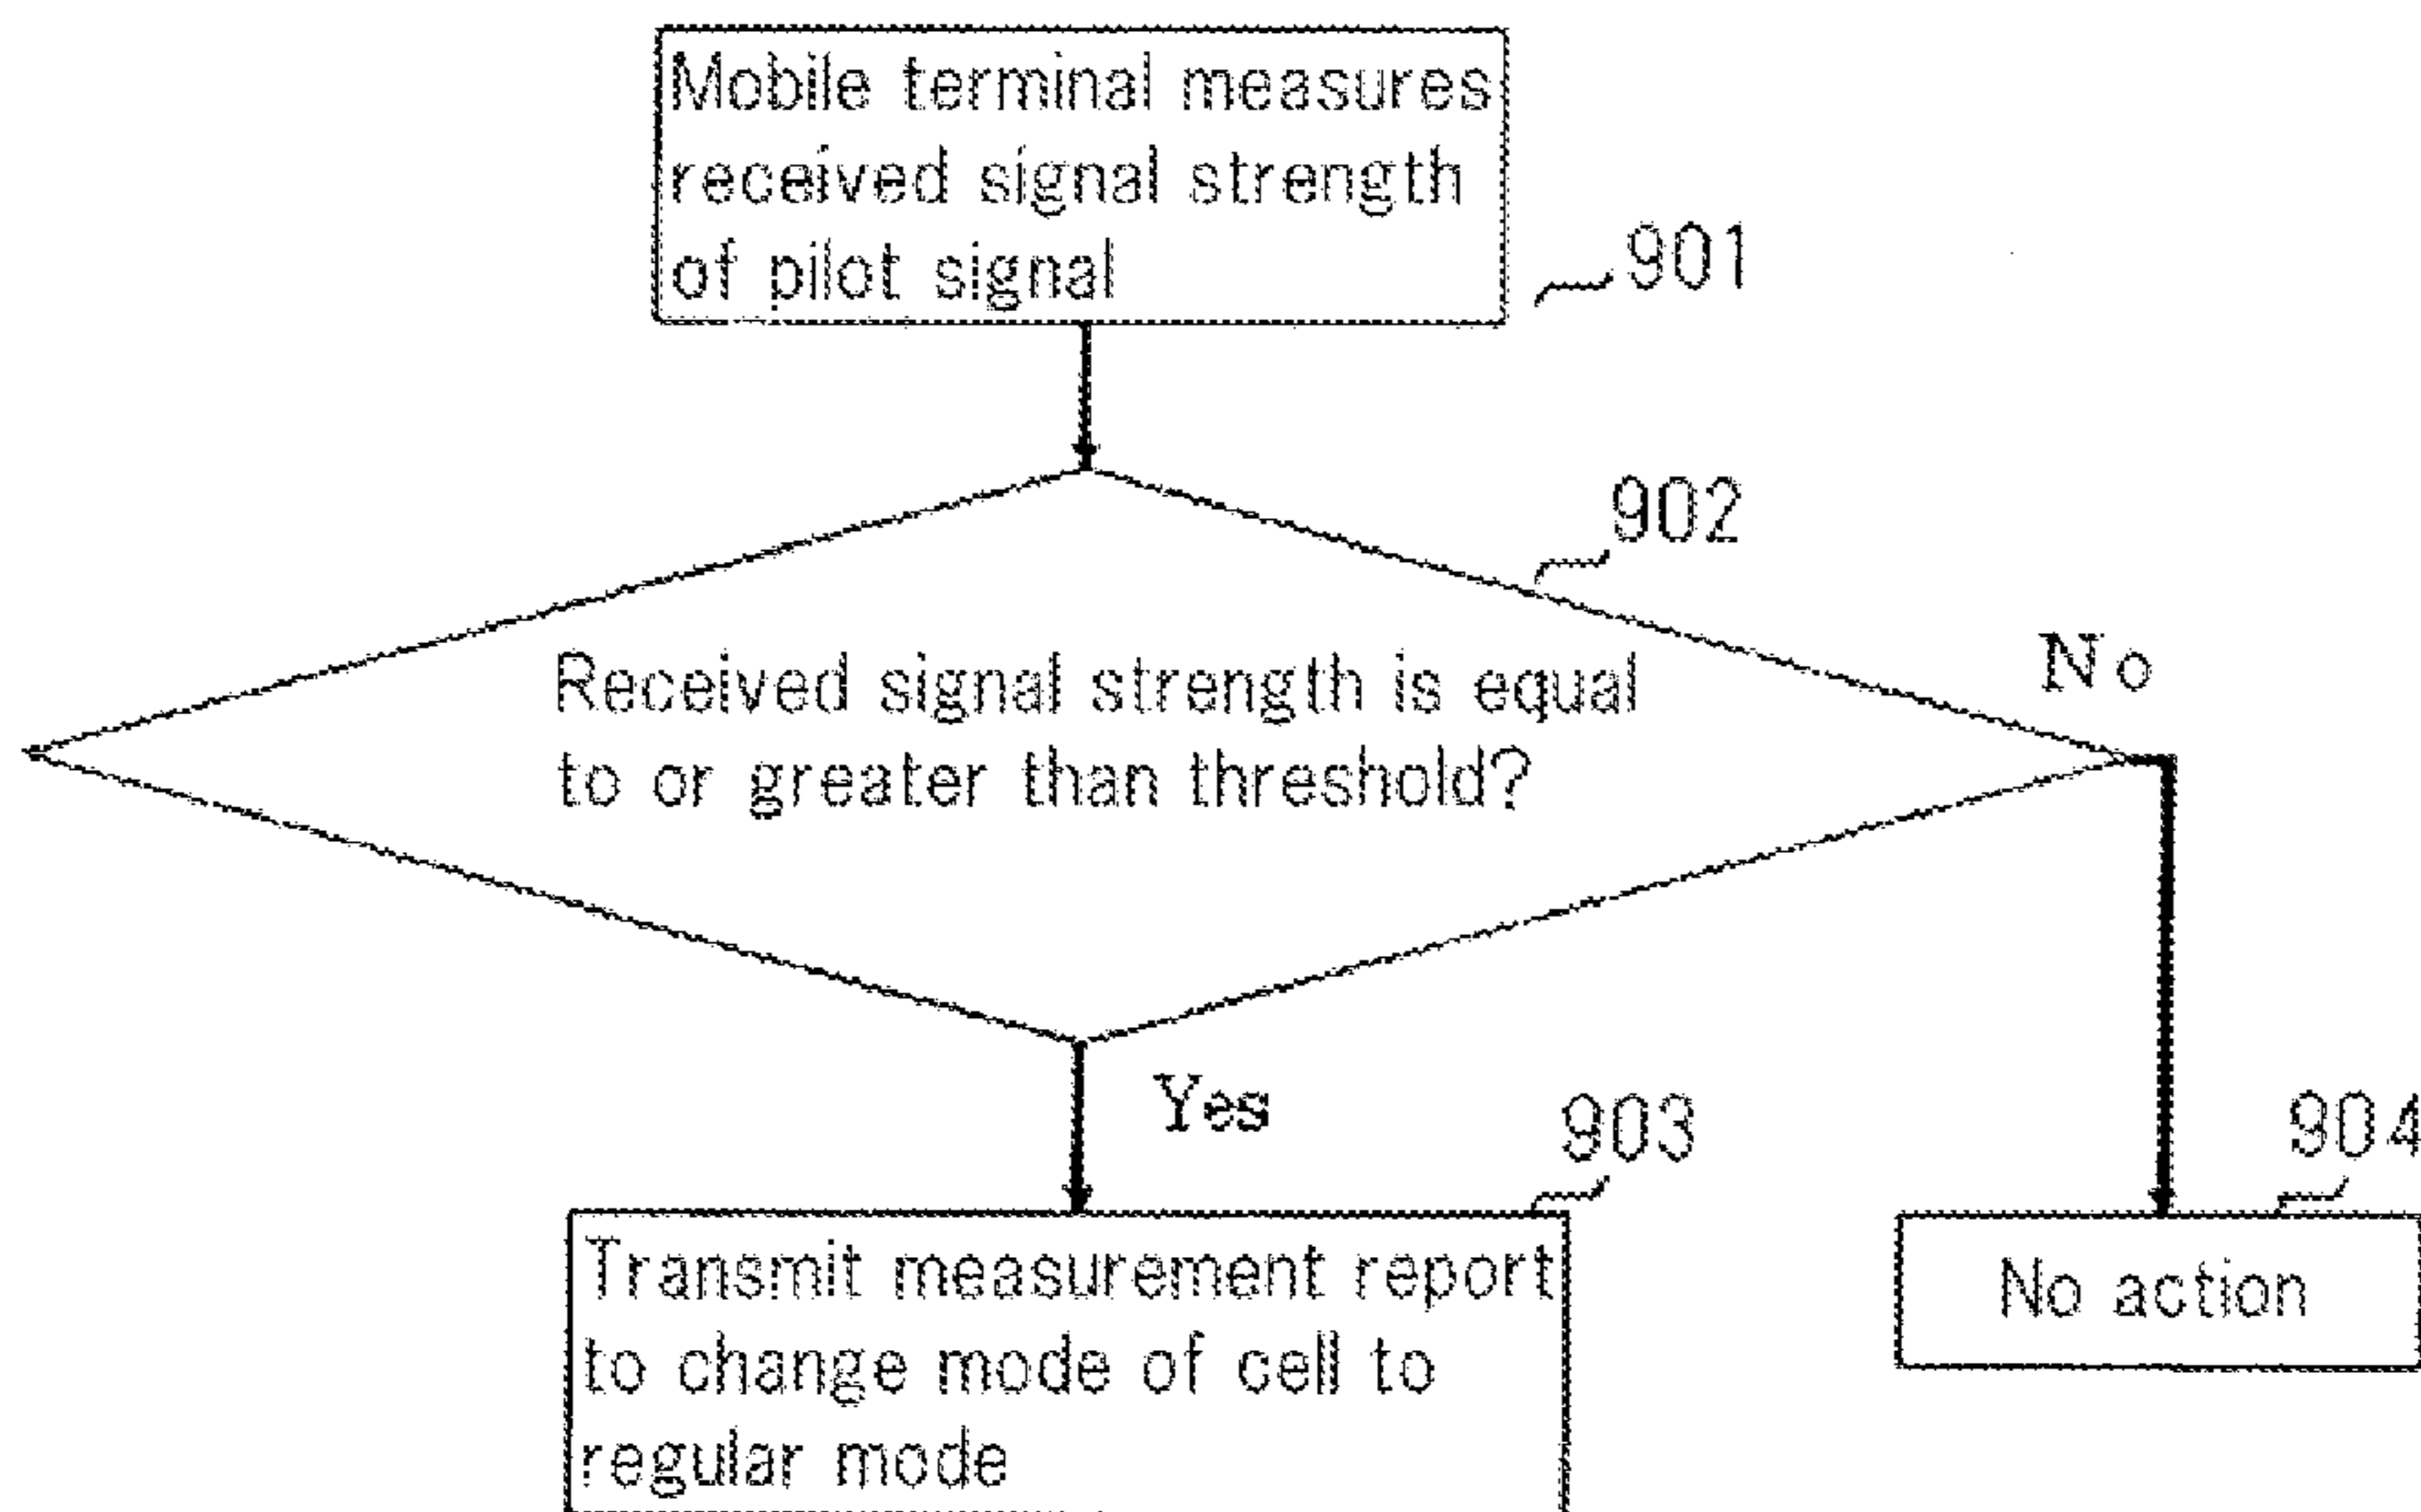 Mobile terminal measures
received signal strength
of pilot signal
901
902
Received signal strength is equal
to or greater than threshold?
No
Yes
903
904
Transmit measurement report
to change mode of cell to
regular mode
No action